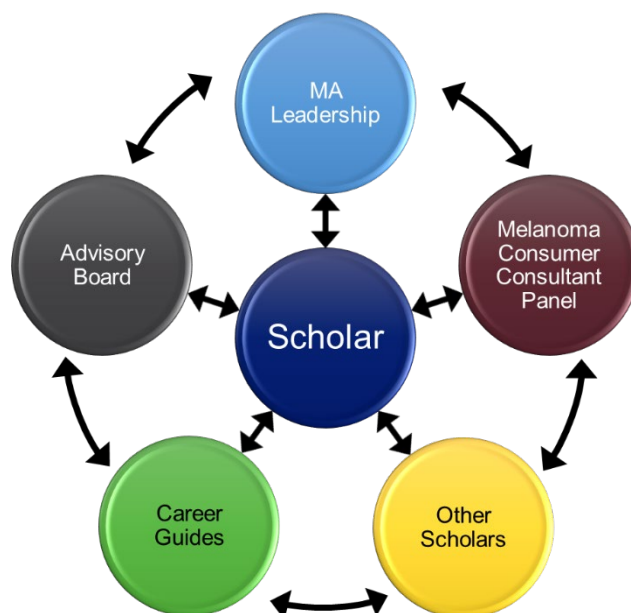 MA
Leadership
Advisory
Board
Melanoma
Consumer
Consultant
Panel
Scholar
Career
Guides
Other
Scholars